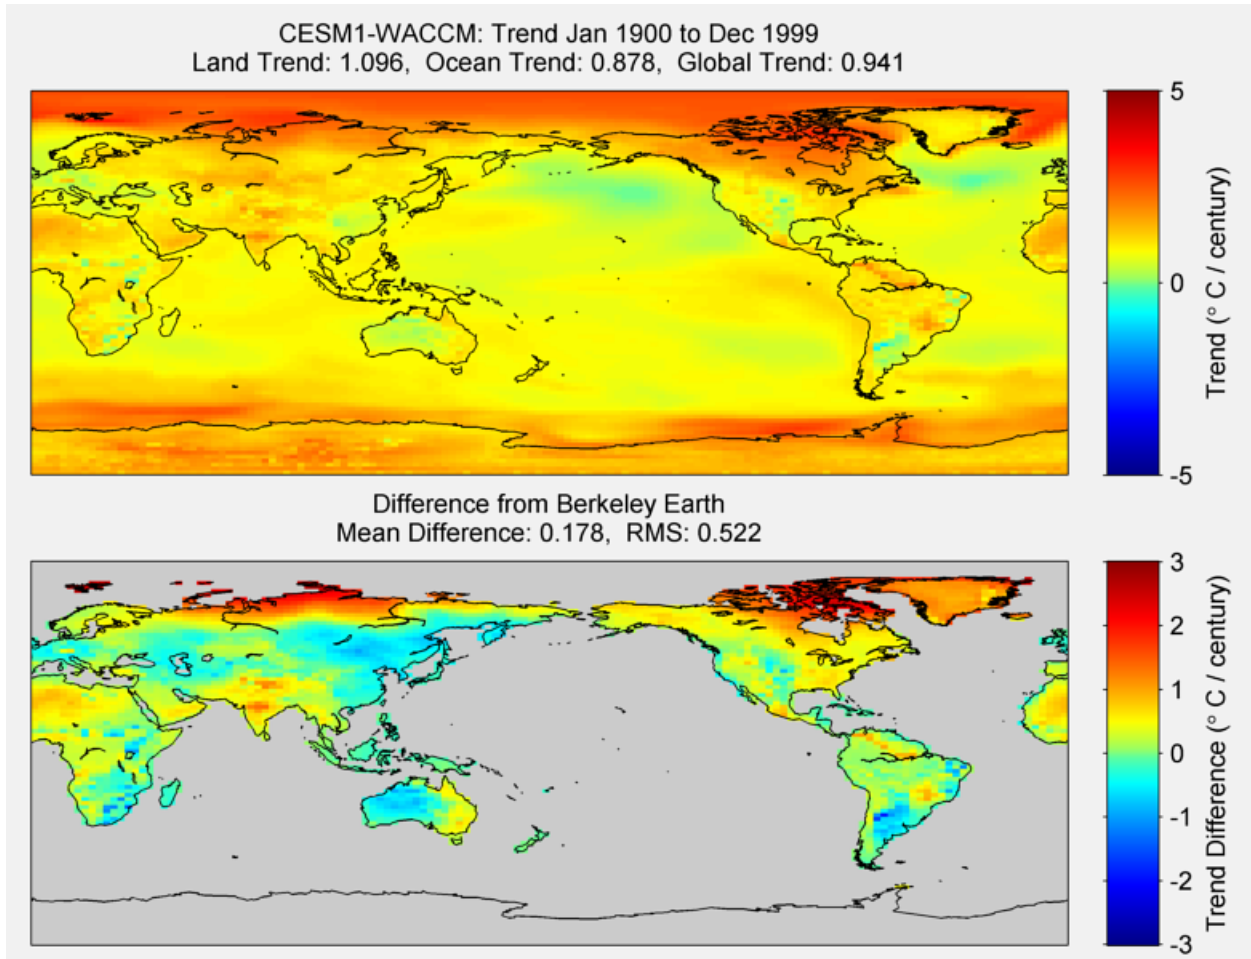 CESM1-WACCM: Trend Jan 1900 to Dec 1999
Land Trend: 1.096, Ocean Trend: 0.878, Global Trend: 0.941
5
0
-5
Trend (° C / century)
Difference from Berkeley Earth
Mean Difference: 0.178, RMS: 0.522
3
2
1
0
-1
-2
-3
Trend Difference (° C / century)